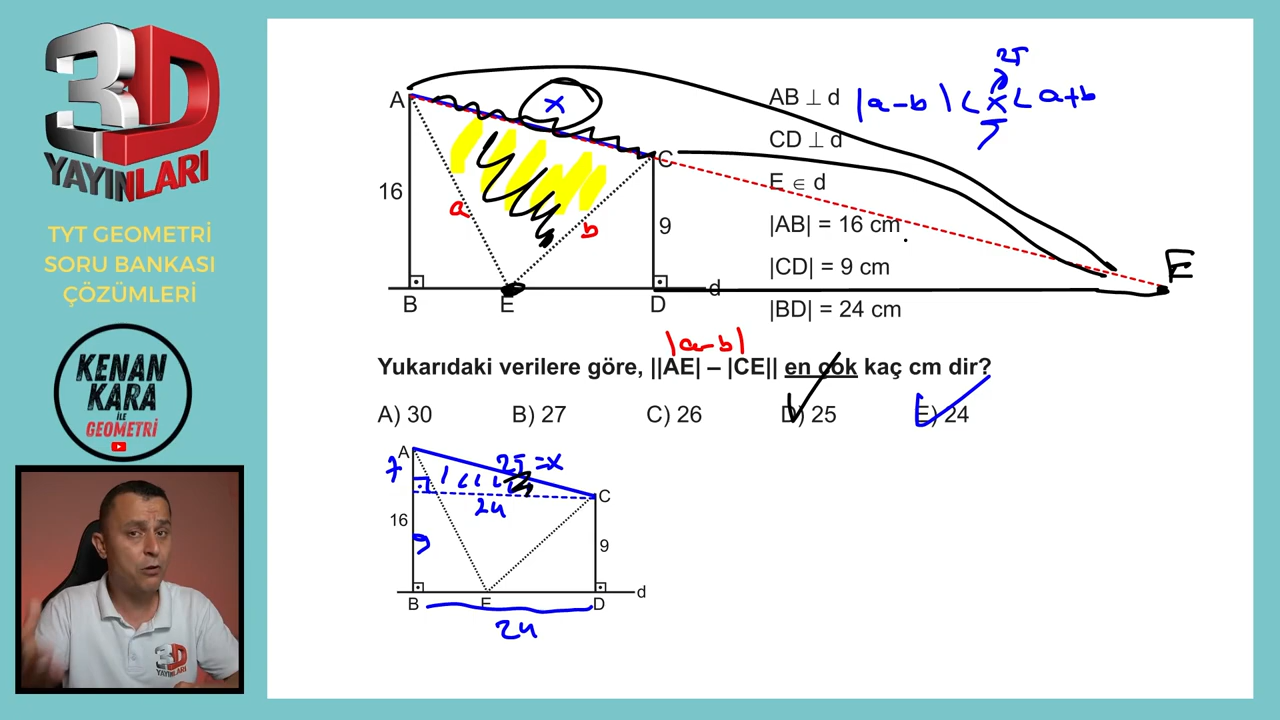 3D
YAYINLARI
TYT GEOMETRİ
SORU BANKASI
ÇÖZÜMLERİ
KENAN
KARA
İLE
GEOMETRİ
3D
YAYINLARI
A
x
C
16
a
b
9
B
E
D
d
E
AB ⊥ d
CD ⊥ d
E ∈ d
|AB| = 16 cm
|CD| = 9 cm
|BD| = 24 cm
25
|a-b| < x < a+b
|a-b|
Yukarıdaki verilere göre, ||AE| – |CE|| en çok kaç cm dir?
A) 30 B) 27 C) 26 D) 25 E) 24
A
7
25 = x
C
24
16
9
9
B
E
D
d
24